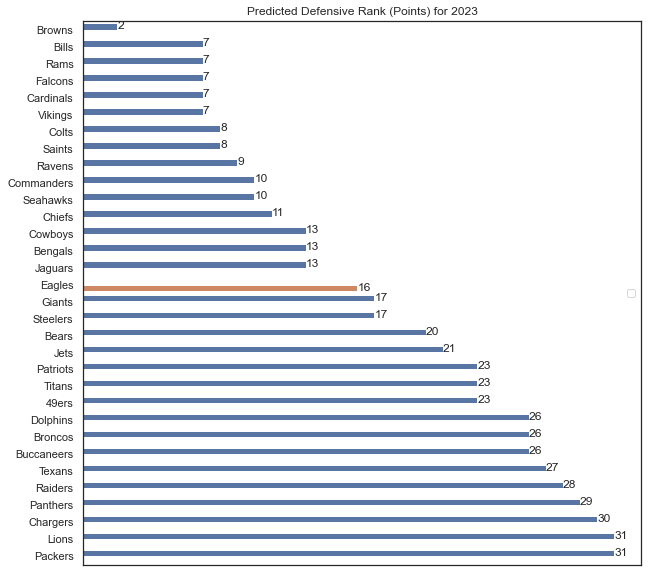 Predicted Defensive Rank (Points) for 2023
Browns 2
Bills 7
Rams 7
Falcons 7
Cardinals 7
Vikings 7
Colts 8
Saints 8
Ravens 9
Commanders 10
Seahawks 10
Chiefs 11
Cowboys 13
Bengals 13
Jaguars 13
Eagles 16
Giants 17
Steelers 17
Bears 20
Jets 21
Patriots 23
Titans 23
49ers 23
Dolphins 26
Broncos 26
Buccaneers 26
Texans 27
Raiders 28
Panthers 29
Chargers 30
Lions 31
Packers 31